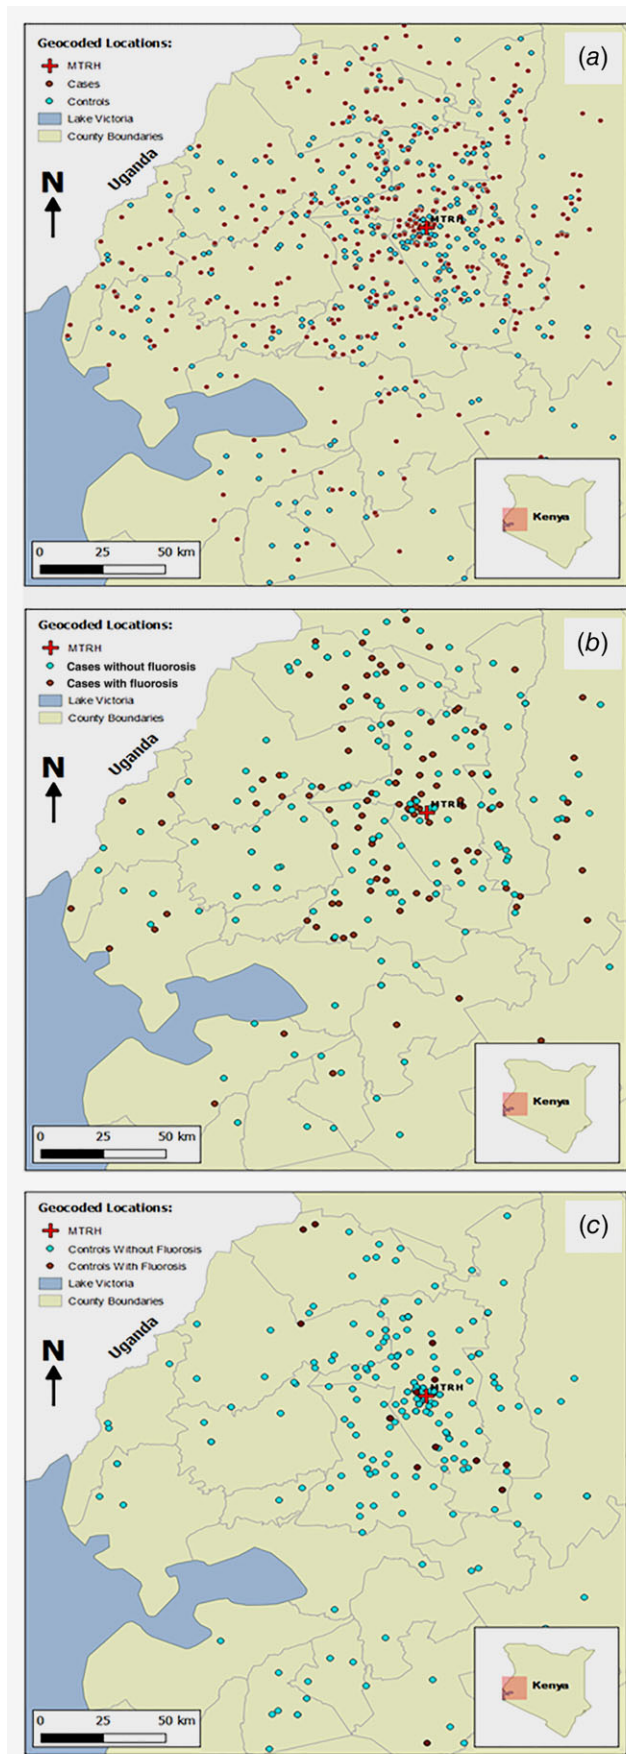 Geocoded Locations:
(a)
MTRH
Cases
Controls
Lake Victoria
County Boundaries
Uganda
N
MTRH
Kenya
0 25 50 km
Geocoded Locations:
(b)
MTRH
Cases without fluorosis
Cases with fluorosis
Lake Victoria
County Boundaries
Uganda
N
MTRH
Kenya
0 25 50 km
Geocoded Locations:
(c)
MTRH
Controls Without Fluorosis
Controls With Fluorosis
Lake Victoria
County Boundaries
Uganda
N
MTRH
Kenya
0 25 50 km